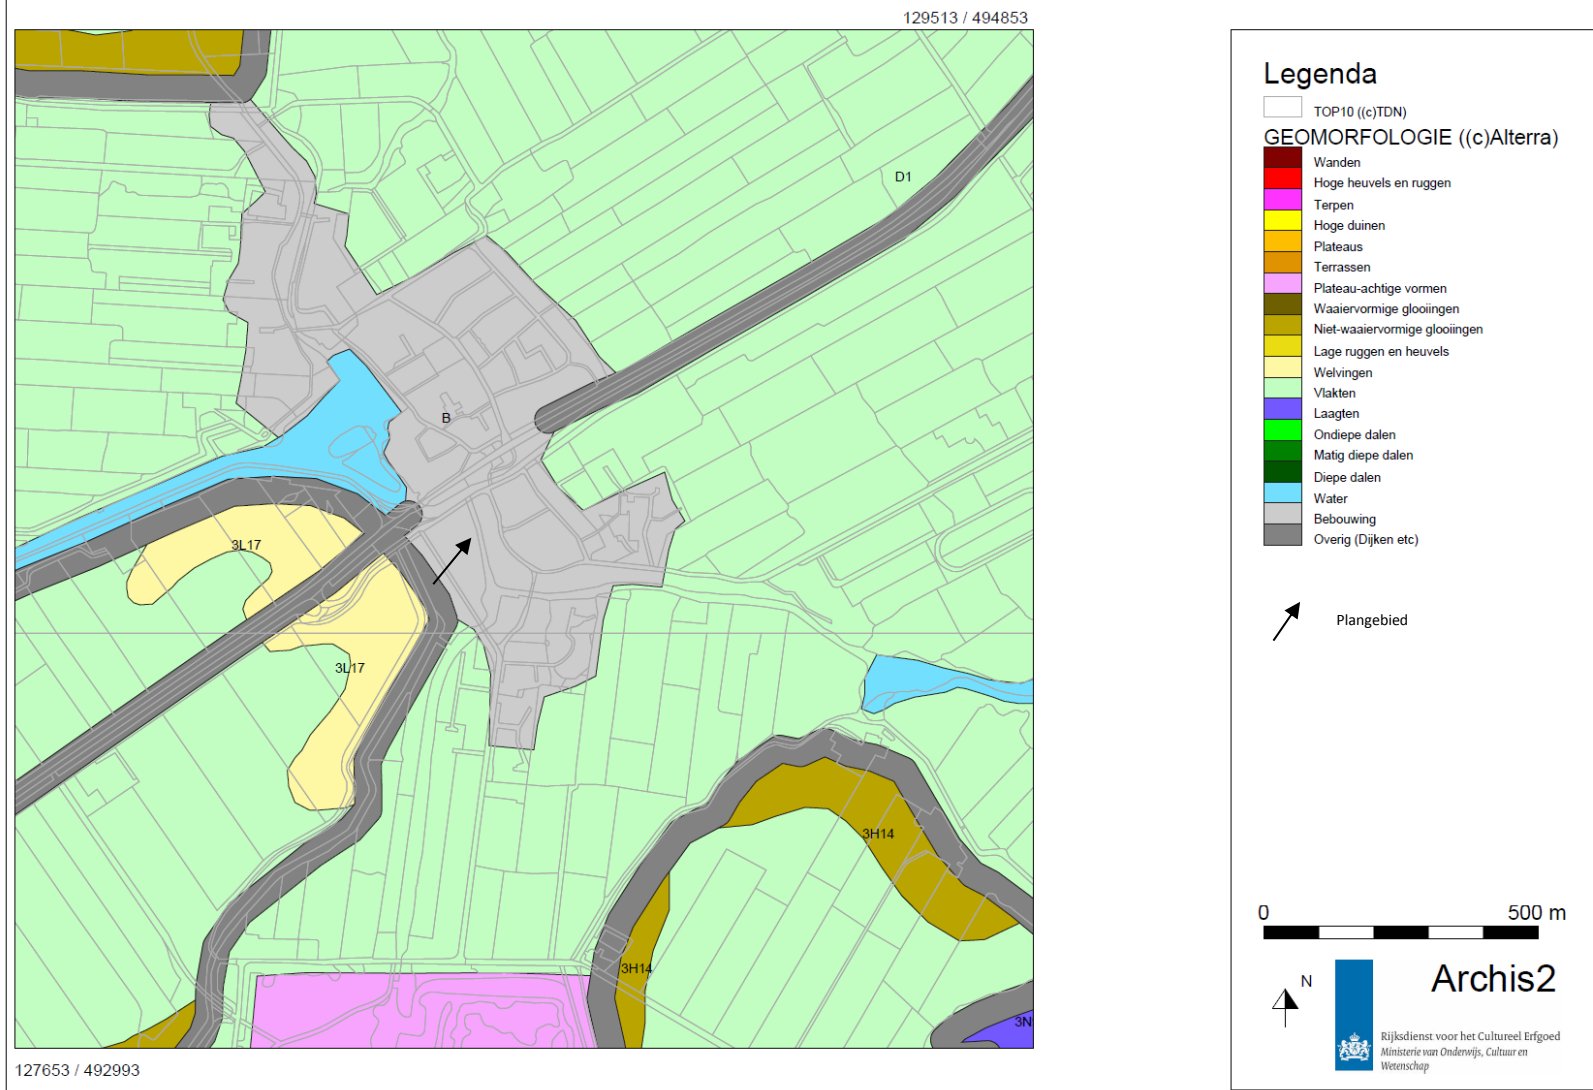 129513 / 494853
D1
B
3L17
3L17
3H14
3H14
3N
127653 / 492993
Legenda
TOP10 ((c)TDN)
GEOMORFOLOGIE ((c)Alterra)
Wanden
Hoge heuvels en ruggen
Terpen
Hoge duinen
Plateaus
Terrassen
Plateau-achtige vormen
Waaiervormige glooiingen
Niet-waaiervormige glooiingen
Lage ruggen en heuvels
Welvingen
Vlakten
Laagten
Ondiepe dalen
Matig diepe dalen
Diepe dalen
Water
Bebouwing
Overig (Dijken etc)
Plangebied
0 500 m
N
Archis2
Rijksdienst voor het Cultureel Erfgoed
Ministerie van Onderwijs, Cultuur en
Wetenschap